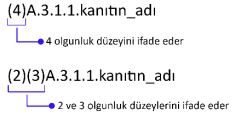 (4)A.3.1.1.kanıtın_adı
4 olgunluk düzeyini ifade eder
(2)(3)A.3.1.1.kanıtın_adı
2 ve 3 olgunluk düzeylerini ifade eder